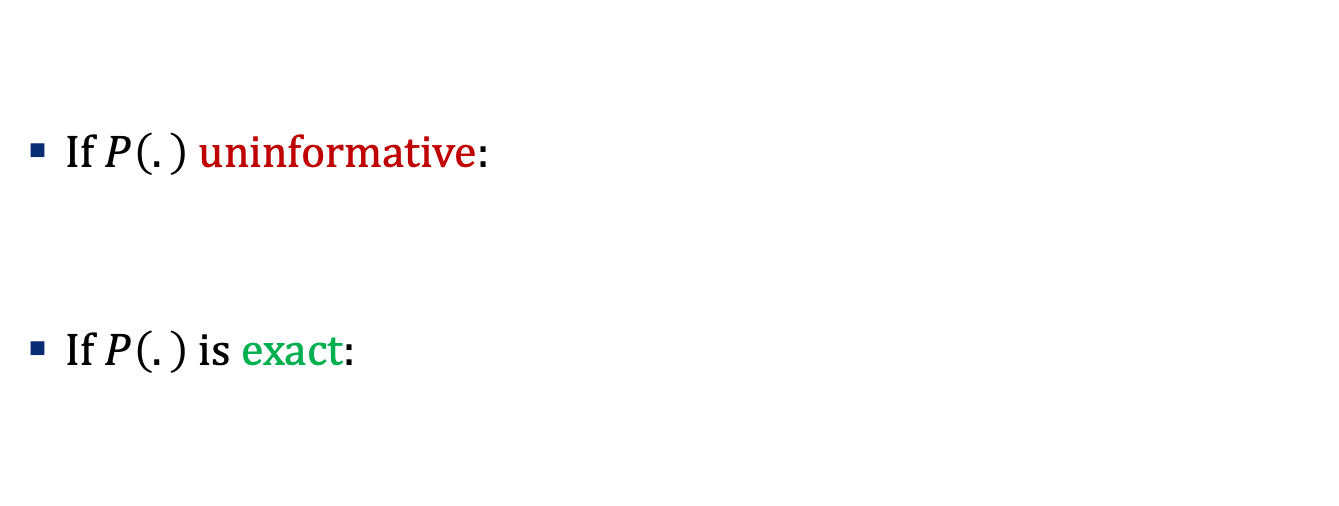 ▪ If P(.) uninformative:
▪ If P(.) is exact: